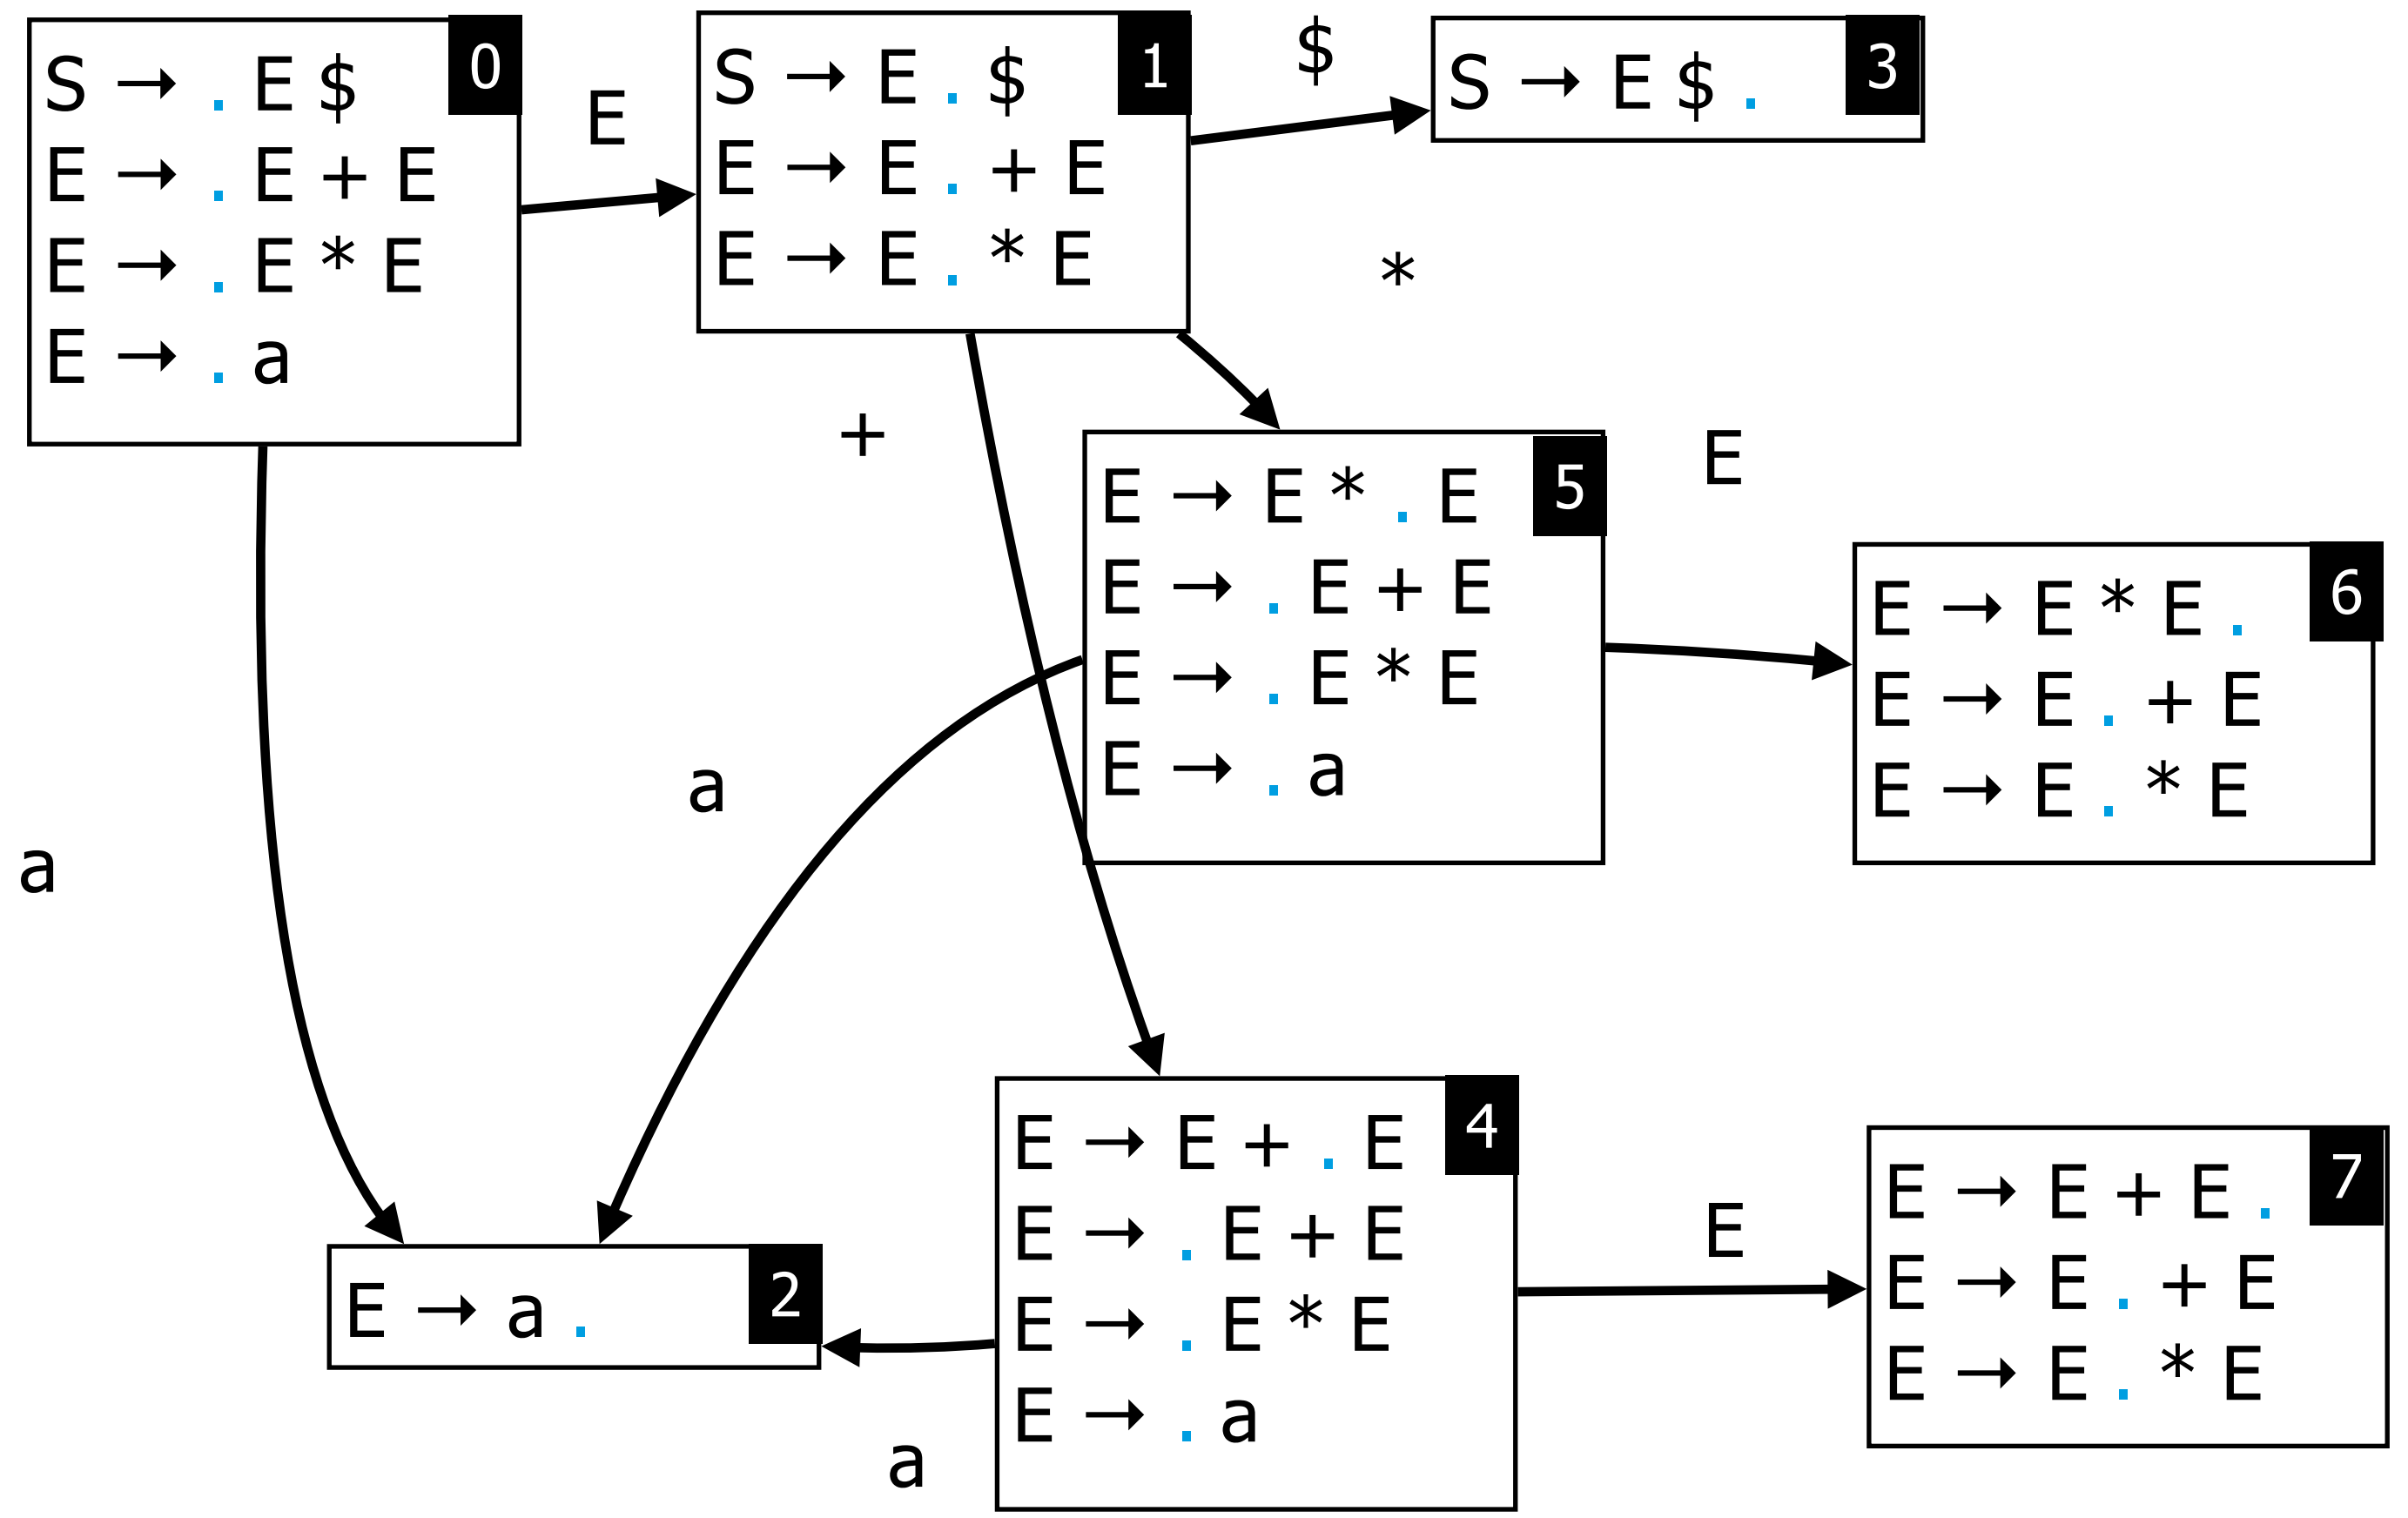 0
S → .E$
E → .E+E
E → .E*E
E → .a
E
1
S → E.$
E → E.+E
E → E.*E
$
3
S → E$.
*
+
5
E → E*.E
E → .E+E
E → .E*E
E → .a
E
6
E → E*E.
E → E.+E
E → E.*E
a
a
2
E → a.
a
4
E → E+.E
E → .E+E
E → .E*E
E → .a
E
7
E → E+E.
E → E.+E
E → E.*E